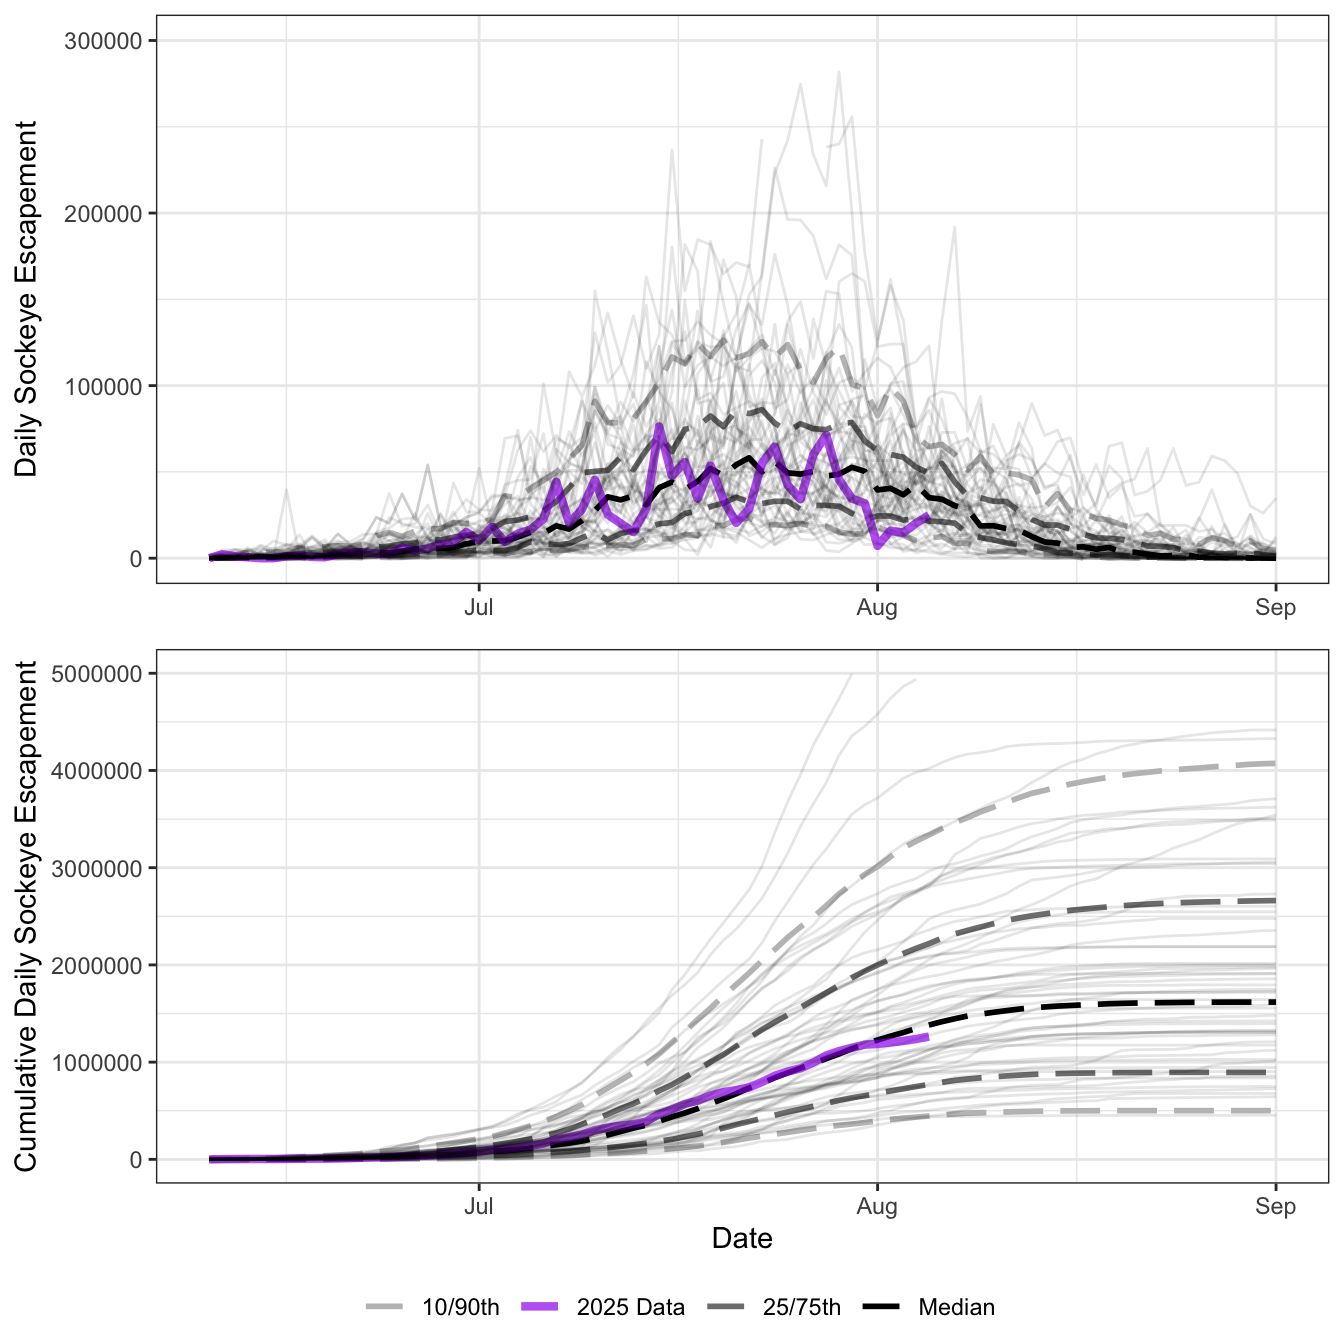 Daily Sockeye Escapement
300000
200000
100000
0
Jul
Aug
Sep
Cumulative Daily Sockeye Escapement
5000000
4000000
3000000
2000000
1000000
0
Jul
Aug
Sep
Date
10/90th
2025 Data
25/75th
Median